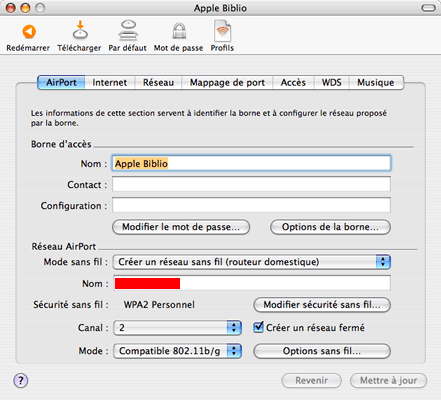 Apple Biblio
Redémarrer Télécharger Par défaut Mot de passe Profils
AirPort Internet Réseau Mappage de port Accès WDS Musique
Les informations de cette section servent à identifier la borne et à configurer le réseau proposé
par la borne.
Borne d'accès
Nom : Apple Biblio
Contact :
Configuration :
Modifier le mot de passe... Options de la borne...
Réseau AirPort
Mode sans fil : Créer un réseau sans fil (routeur domestique)
Nom :
Sécurité sans fil : WPA2 Personnel Modifier sécurité sans fil...
Canal : 2 Créer un réseau fermé
Mode : Compatible 802.11b/g Options sans fil...
? Revenir Mettre à jour